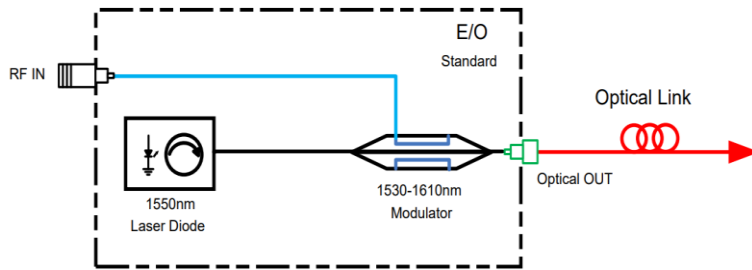 E/O
Standard
RF IN
Optical Link
1530-1610nm
Modulator
Optical OUT
1550nm
Laser Diode